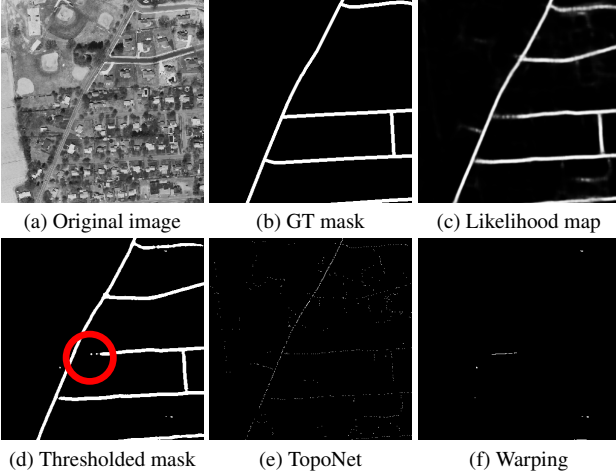 (a) Original image (b) GT mask (c) Likelihood map
(d) Thresholded mask (e) TopoNet (f) Warping